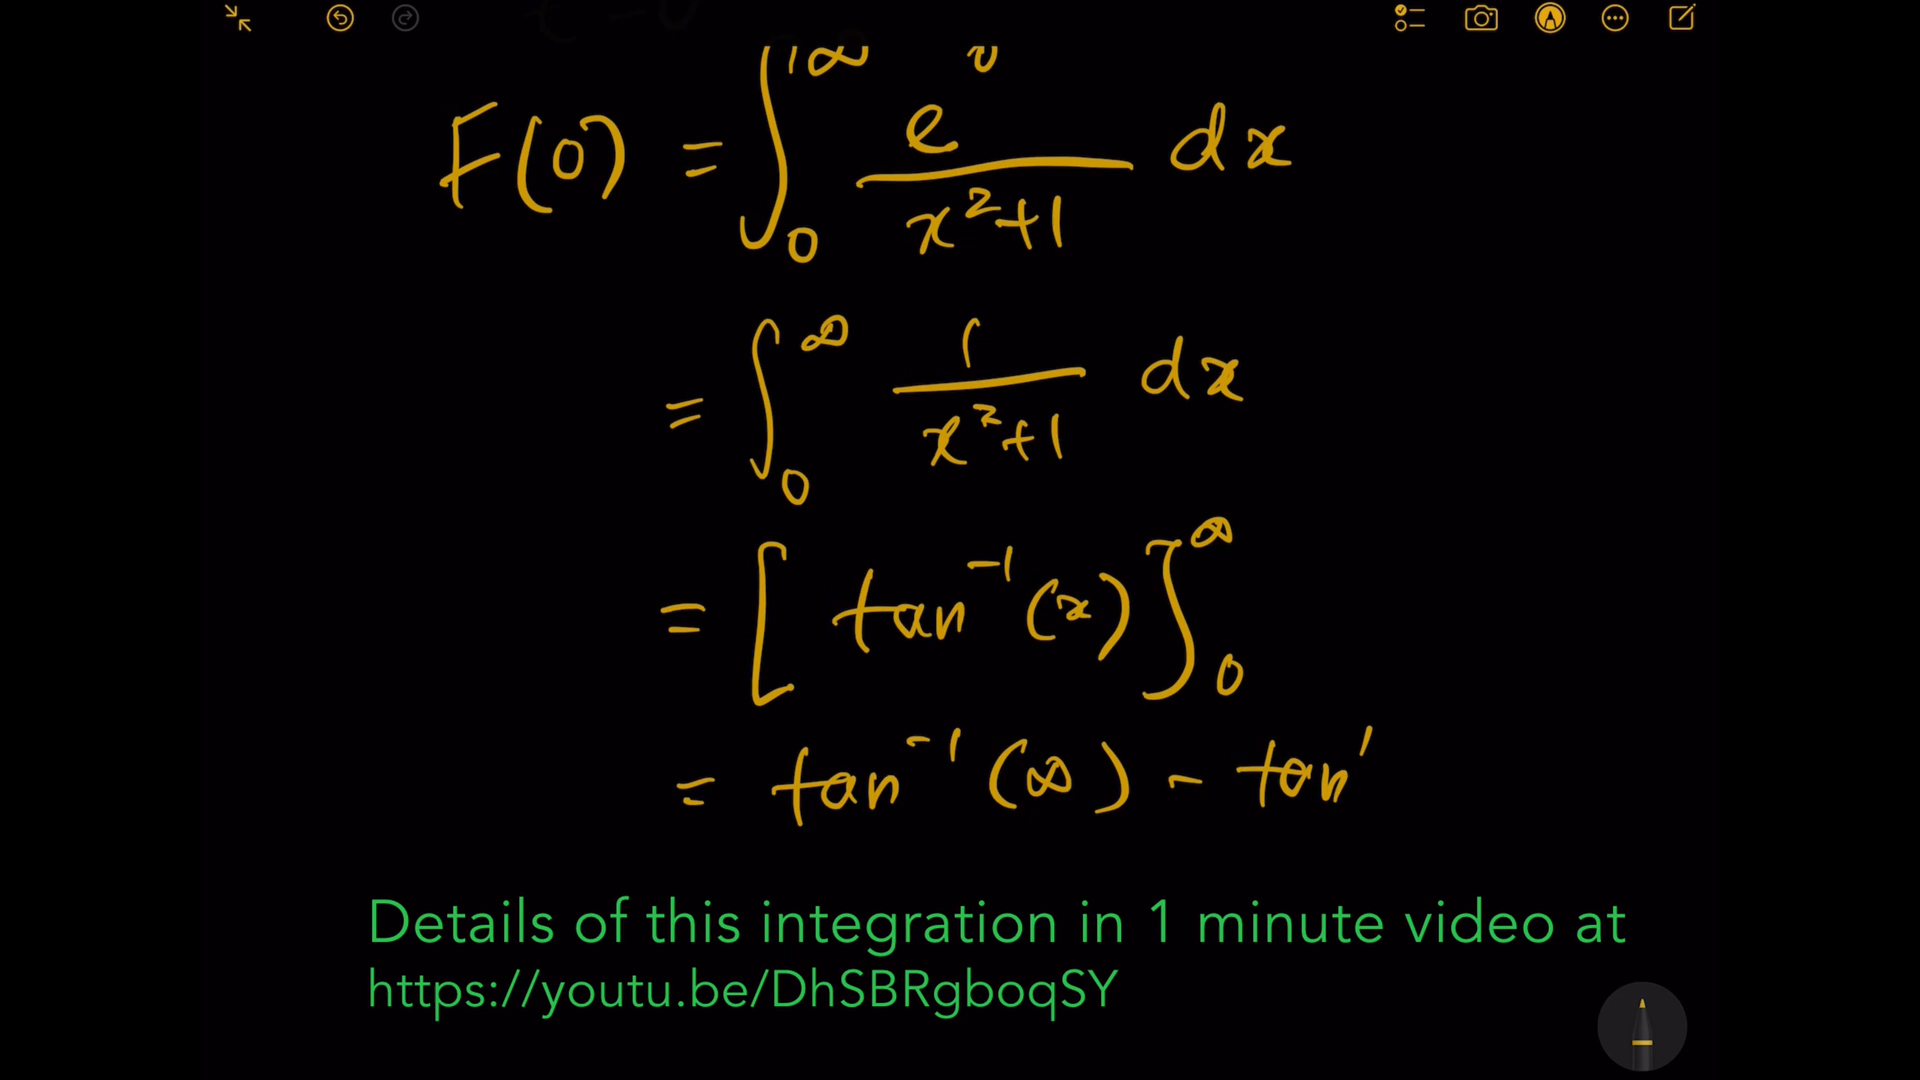 t = 0
F(0) = ∫₀^∞ e⁰/(x²+1) dx
= ∫₀^∞ 1/(x²+1) dx
= [tan⁻¹(x)]₀^∞
= tan⁻¹(∞) - tan'
Details of this integration in 1 minute video at
https://youtu.be/DhSBRgboqSY